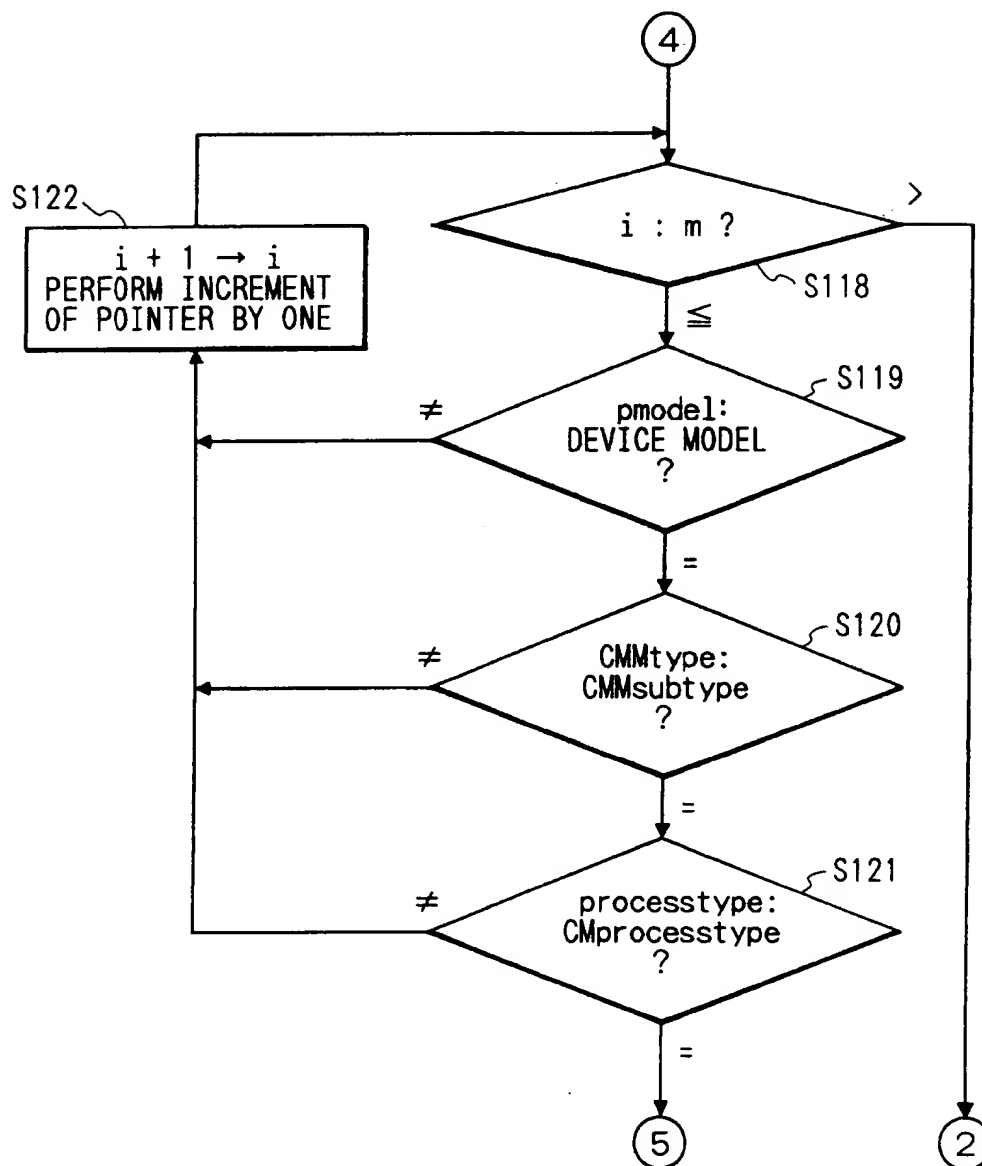 4
i : m ?
>
S118
≦
S122
i + 1 → i
PERFORM INCREMENT
OF POINTER BY ONE
S119
pmodel:
DEVICE MODEL
?
≠
=
S120
CMMtype:
CMMsubtype
?
≠
=
S121
processtype:
CMprocesstype
?
≠
=
5
2